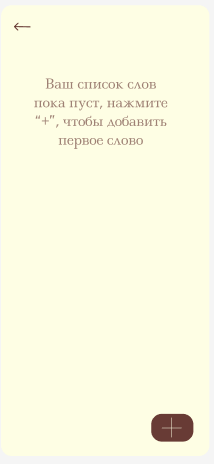 Ваш список слов
пока пуст, нажмите
“+”, чтобы добавить
первое слово